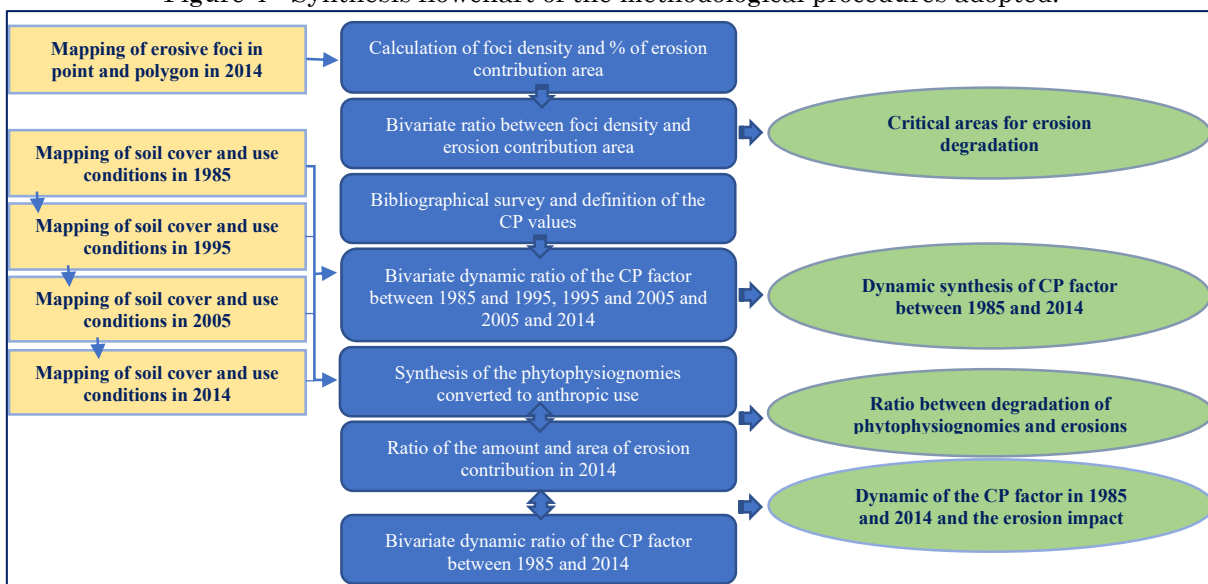 Figure - Synthesis flowchart of the methodological procedures adopted.
Mapping of erosive foci in
point and polygon in 2014
Calculation of foci density and % of erosion
contribution area
Bivariate ratio between foci density and
erosion contribution area
Critical areas for erosion
degradation
Mapping of soil cover and use
conditions in 1985
Mapping of soil cover and use
conditions in 1995
Mapping of soil cover and use
conditions in 2005
Mapping of soil cover and use
conditions in 2014
Bibliographical survey and definition of the
CP values
Bivariate dynamic ratio of the CP factor
between 1985 and 1995, 1995 and 2005 and
2005 and 2014
Dynamic synthesis of CP factor
between 1985 and 2014
Synthesis of the phytophysiognomies
converted to anthropic use
Ratio of the amount and area of erosion
contribution in 2014
Ratio between degradation of
phytophysiognomies and erosions
Bivariate dynamic ratio of the CP factor
between 1985 and 2014
Dynamic of the CP factor in 1985
and 2014 and the erosion impact